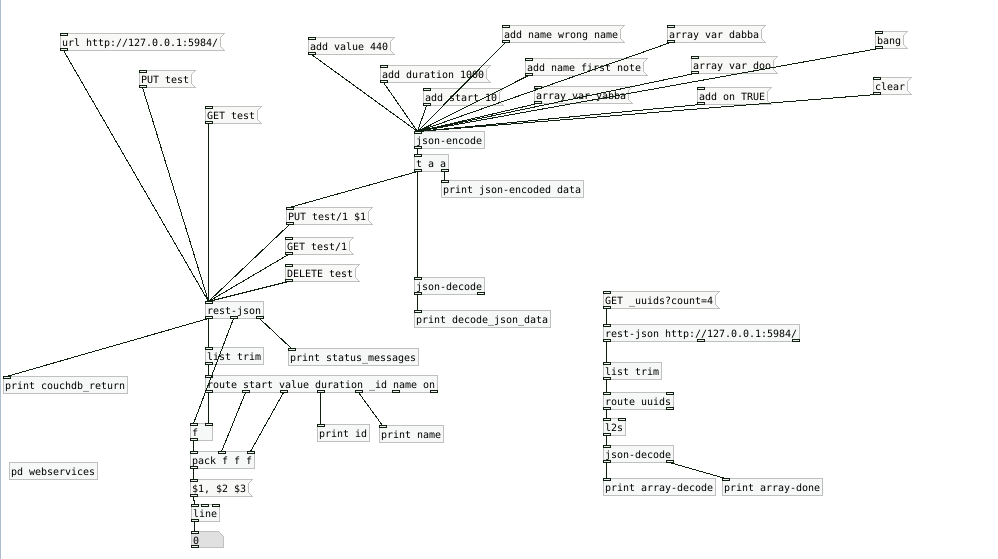 url http://127.0.0.1:5984/
PUT test
GET test
add value 440
add duration 1000
add start 10
add name wrong name
add name first note
array var yabba
array var dabba
array var doo
add on TRUE
bang
clear
json-encode
t a a
print json-encoded data
PUT test/1 $1
GET test/1
DELETE test
json-decode
print decode_json_data
rest-json
list trim
print status_messages
print couchdb_return
route start value duration _id name on
f
print id
print name
pack f f f
pd webservices
$1, $2 $3
line
0
GET _uuids?count=4
rest-json http://127.0.0.1:5984/
list trim
route uuids
l2s
json-decode
print array-decode
print array-done